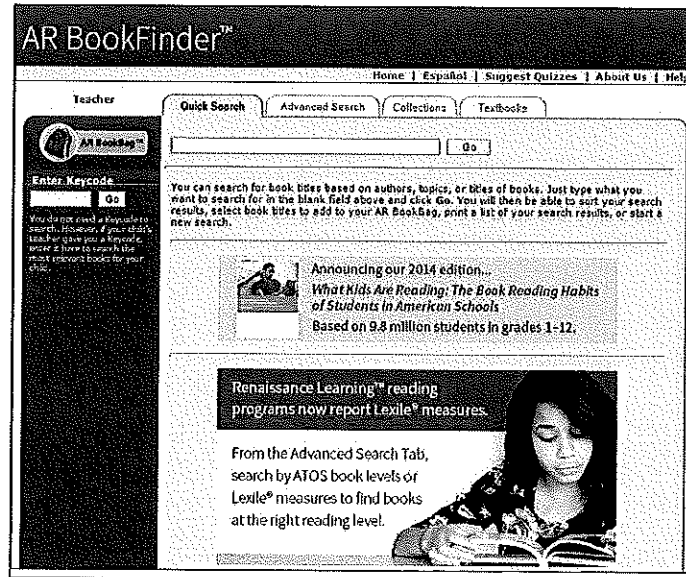 AR BookFinder™
Home | Español | Suggest Quizzes | About Us | Help
Teacher
Quick Search
Advanced Search
Collections
Textbooks
AR BookBag™
Go
Enter Keycode
Go
You do not need a Keycode to
search. However, if your child's
teacher gave you a Keycode,
enter it here to search the
most relevant books for your
child.
You can search for book titles based on authors, topics, or titles of books. Just type what you
want to search for in the blank field above and click Go. You will then be able to sort your search
results, select book titles to add to your AR BookBag, print a list of your search results, or start a
new search.
Announcing our 2014 edition...
What Kids Are Reading: The Book Reading Habits
of Students in American Schools
Based on 9.8 million students in grades 1–12.
Renaissance Learning™ reading
programs now report Lexile® measures.
From the Advanced Search Tab,
search by ATOS book levels or
Lexile® measures to find books
at the right reading level.